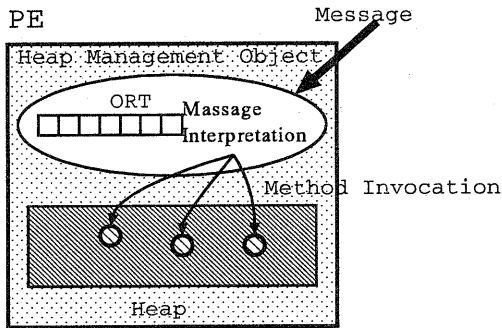 PE
Message
Heap Management Object
ORT
Massage
Interpretation
Method Invocation
Heap